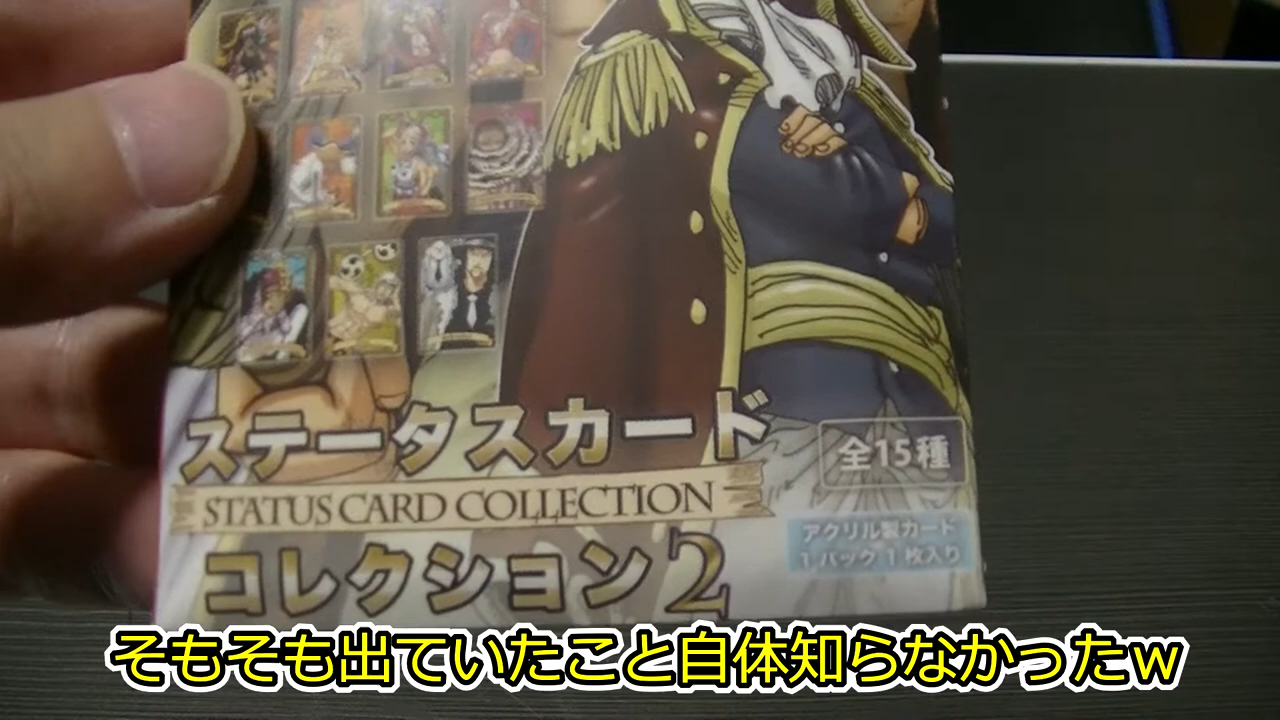 ステータスカード
全15種
STATUS CARD COLLECTION
アクリル製カード
1パック1枚入り
コレクション2
そもそも出ていたこと自体知らなかったw